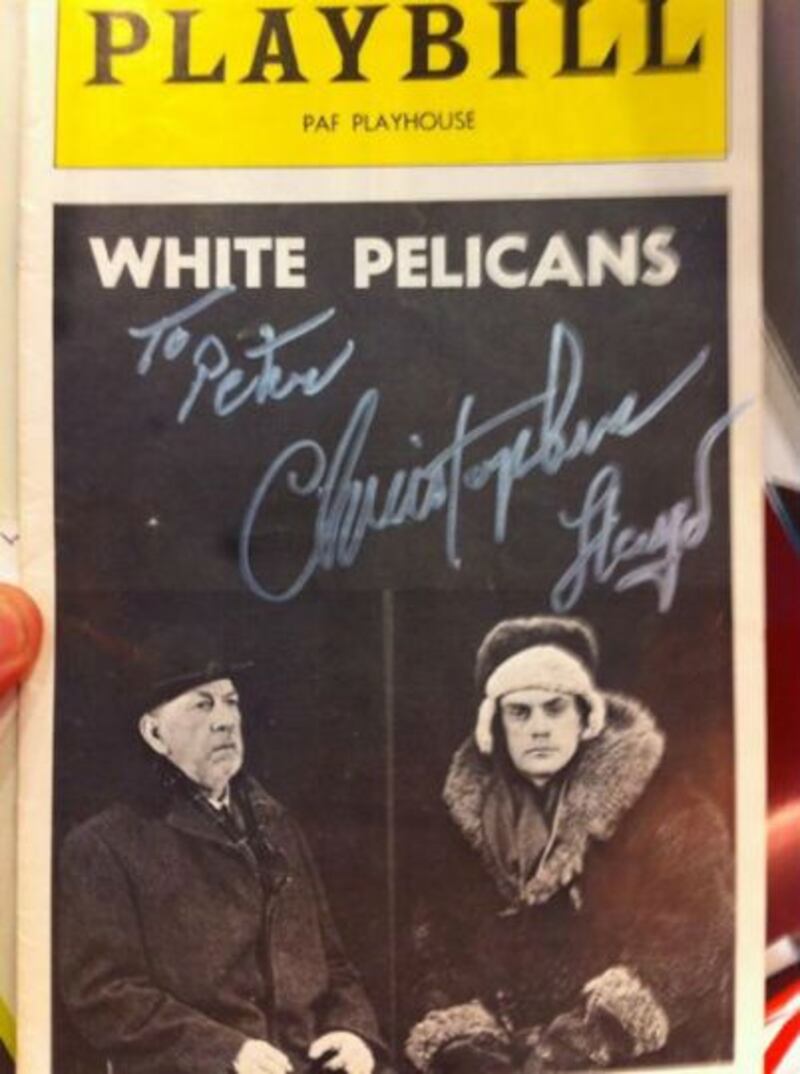 PLAYBILL
PAF PLAYHOUSE
WHITE PELICANS
To
Peter
Christopher
Lloyd